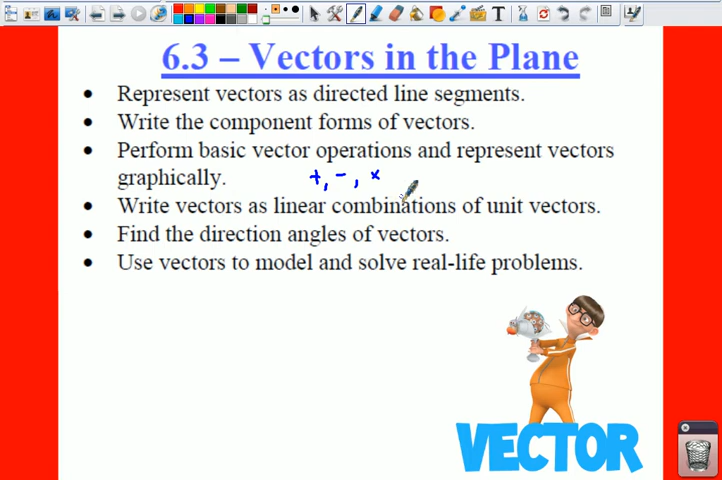 6.3 – Vectors in the Plane
• Represent vectors as directed line segments.
• Write the component forms of vectors.
• Perform basic vector operations and represent vectors
graphically. +, -, ×
• Write vectors as linear combinations of unit vectors.
• Find the direction angles of vectors.
• Use vectors to model and solve real-life problems.
VECTOR